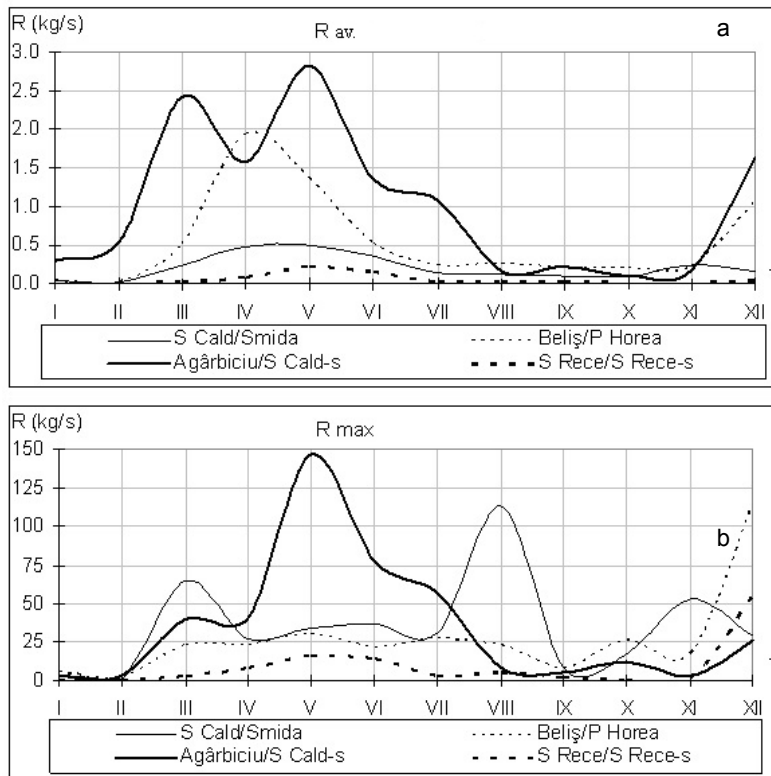 R (kg/s)
R av.
a
3.0
2.5
2.0
1.5
1.0
0.5
0.0
I II III IV V VI VII VIII IX X XI XII
S Cald/Smida
Beliş/P Horea
Agârbiciu/S Cald-s
S Rece/S Rece-s
R (kg/s)
R max
150
125
100
75
50
25
0
b
I II III IV V VI VII VIII IX X XI XII
S Cald/Smida
Beliş/P Horea
Agârbiciu/S Cald-s
S Rece/S Rece-s